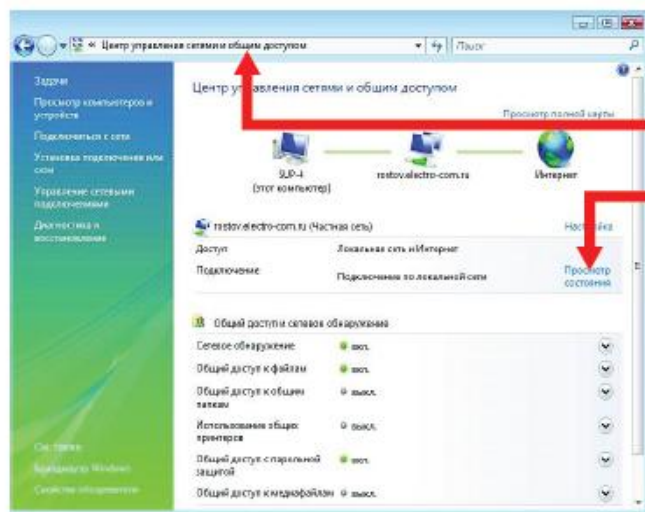 Центр управления сетями и общим доступом
Поиск
Задачи
Просмотр компьютеров и
устройств
Подключиться к сети
Установка подключения или
сети
Управление сетевыми
подключениями
Диагностика и
восстановление
См. также
Брандмауэр Windows
Свойства обозревателя
Центр управления сетями и общим доступом
Просмотр полной карты
SUP-4
(этот компьютер)
rostov.electro-com.ru
Интернет
rostov.electro-com.ru (Частная сеть)
Настройка
Доступ
Локальная сеть и Интернет
Подключение
Подключение по локальной сети
Просмотр
состояния
Общий доступ и сетевое обнаружение
Сетевое обнаружение
вкл.
Общий доступ к файлам
вкл.
Общий доступ к общим
папкам
выкл.
Использование общих
принтеров
выкл.
Общий доступ с парольной
защитой
вкл.
Общий доступ к медиафайлам
выкл.